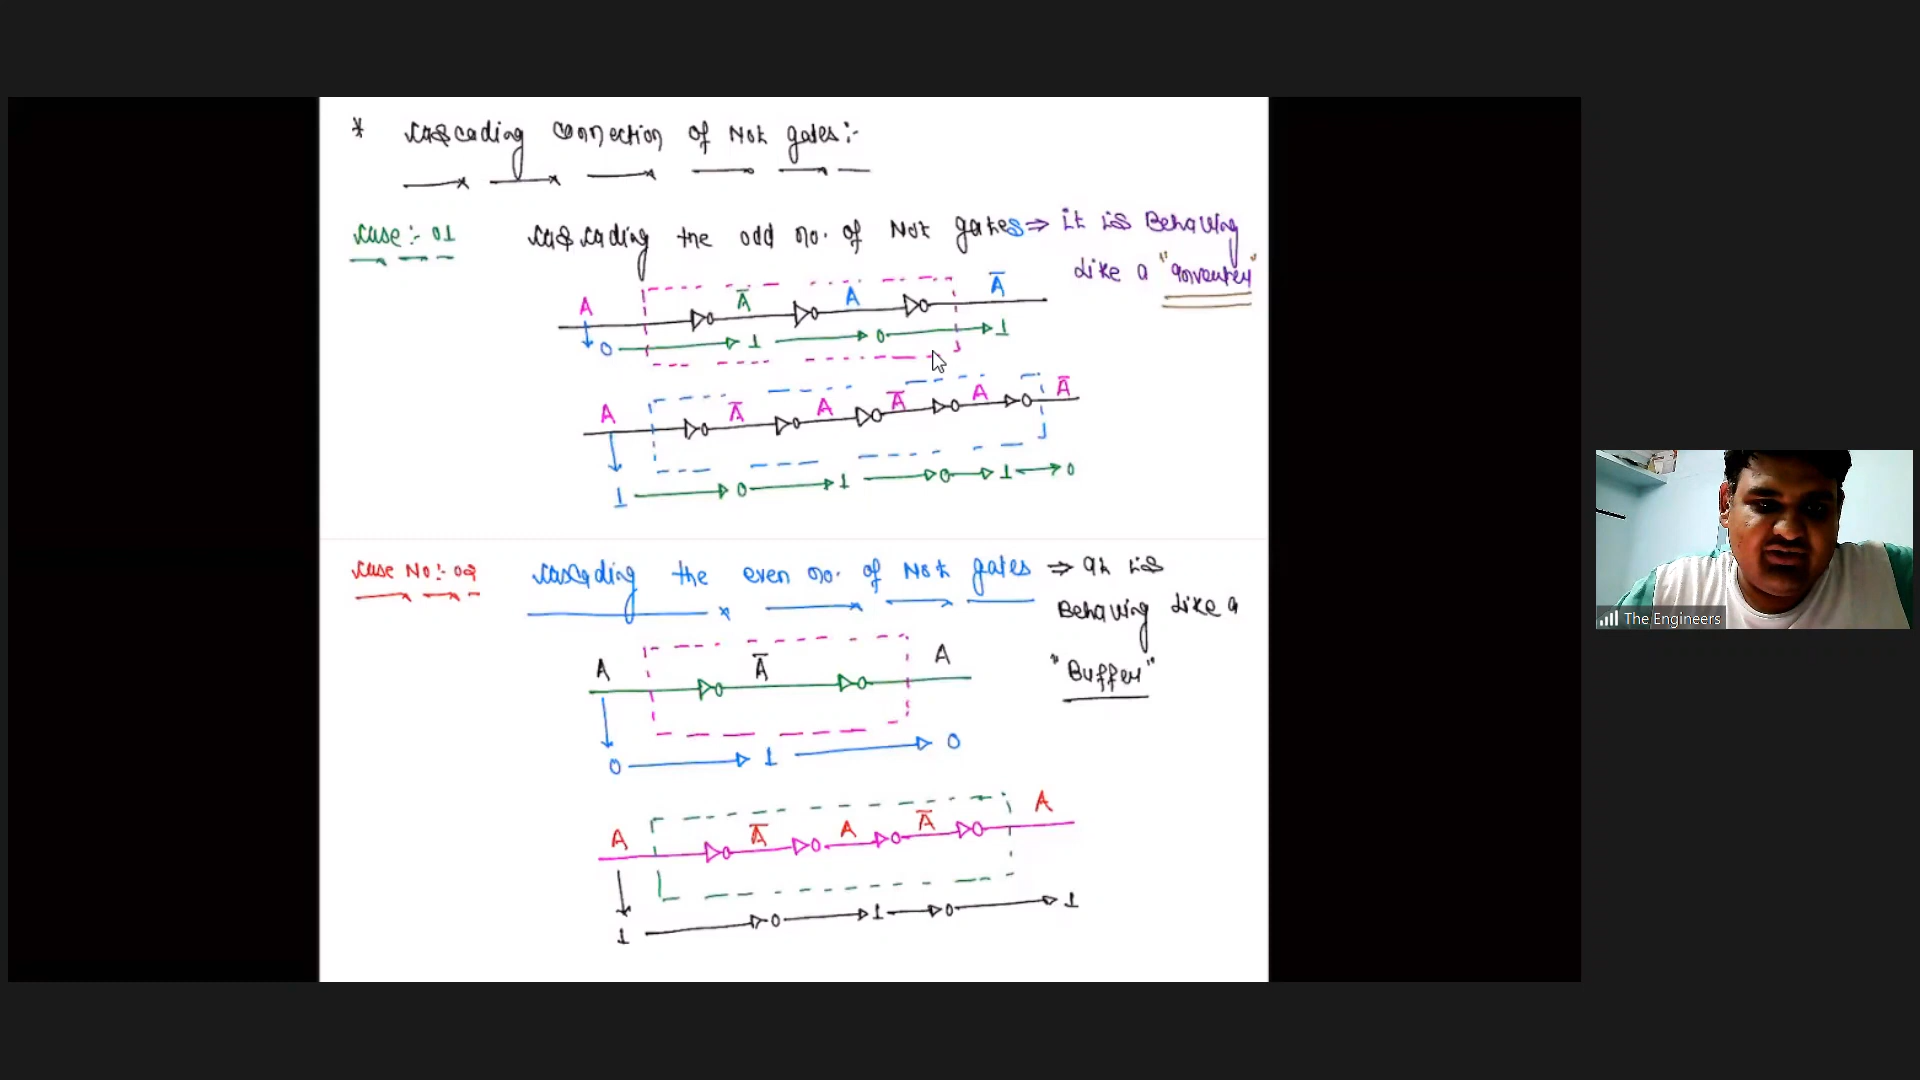 * Cascading connection of Not gates:-
Case:- 01 Cascading the odd no. of Not gates ⇒ it is Behaving
like a "Inverter"
A Ā A Ā
0 1 0 1
A Ā A Ā A Ā
1 0 1 0 1 0
Case No:- 02 Cascading the even no. of Not gates ⇒ It is
Behaving like a
"Buffer"
A Ā A
0 1 0
A Ā A Ā A
1 0 1 0 1
The Engineers